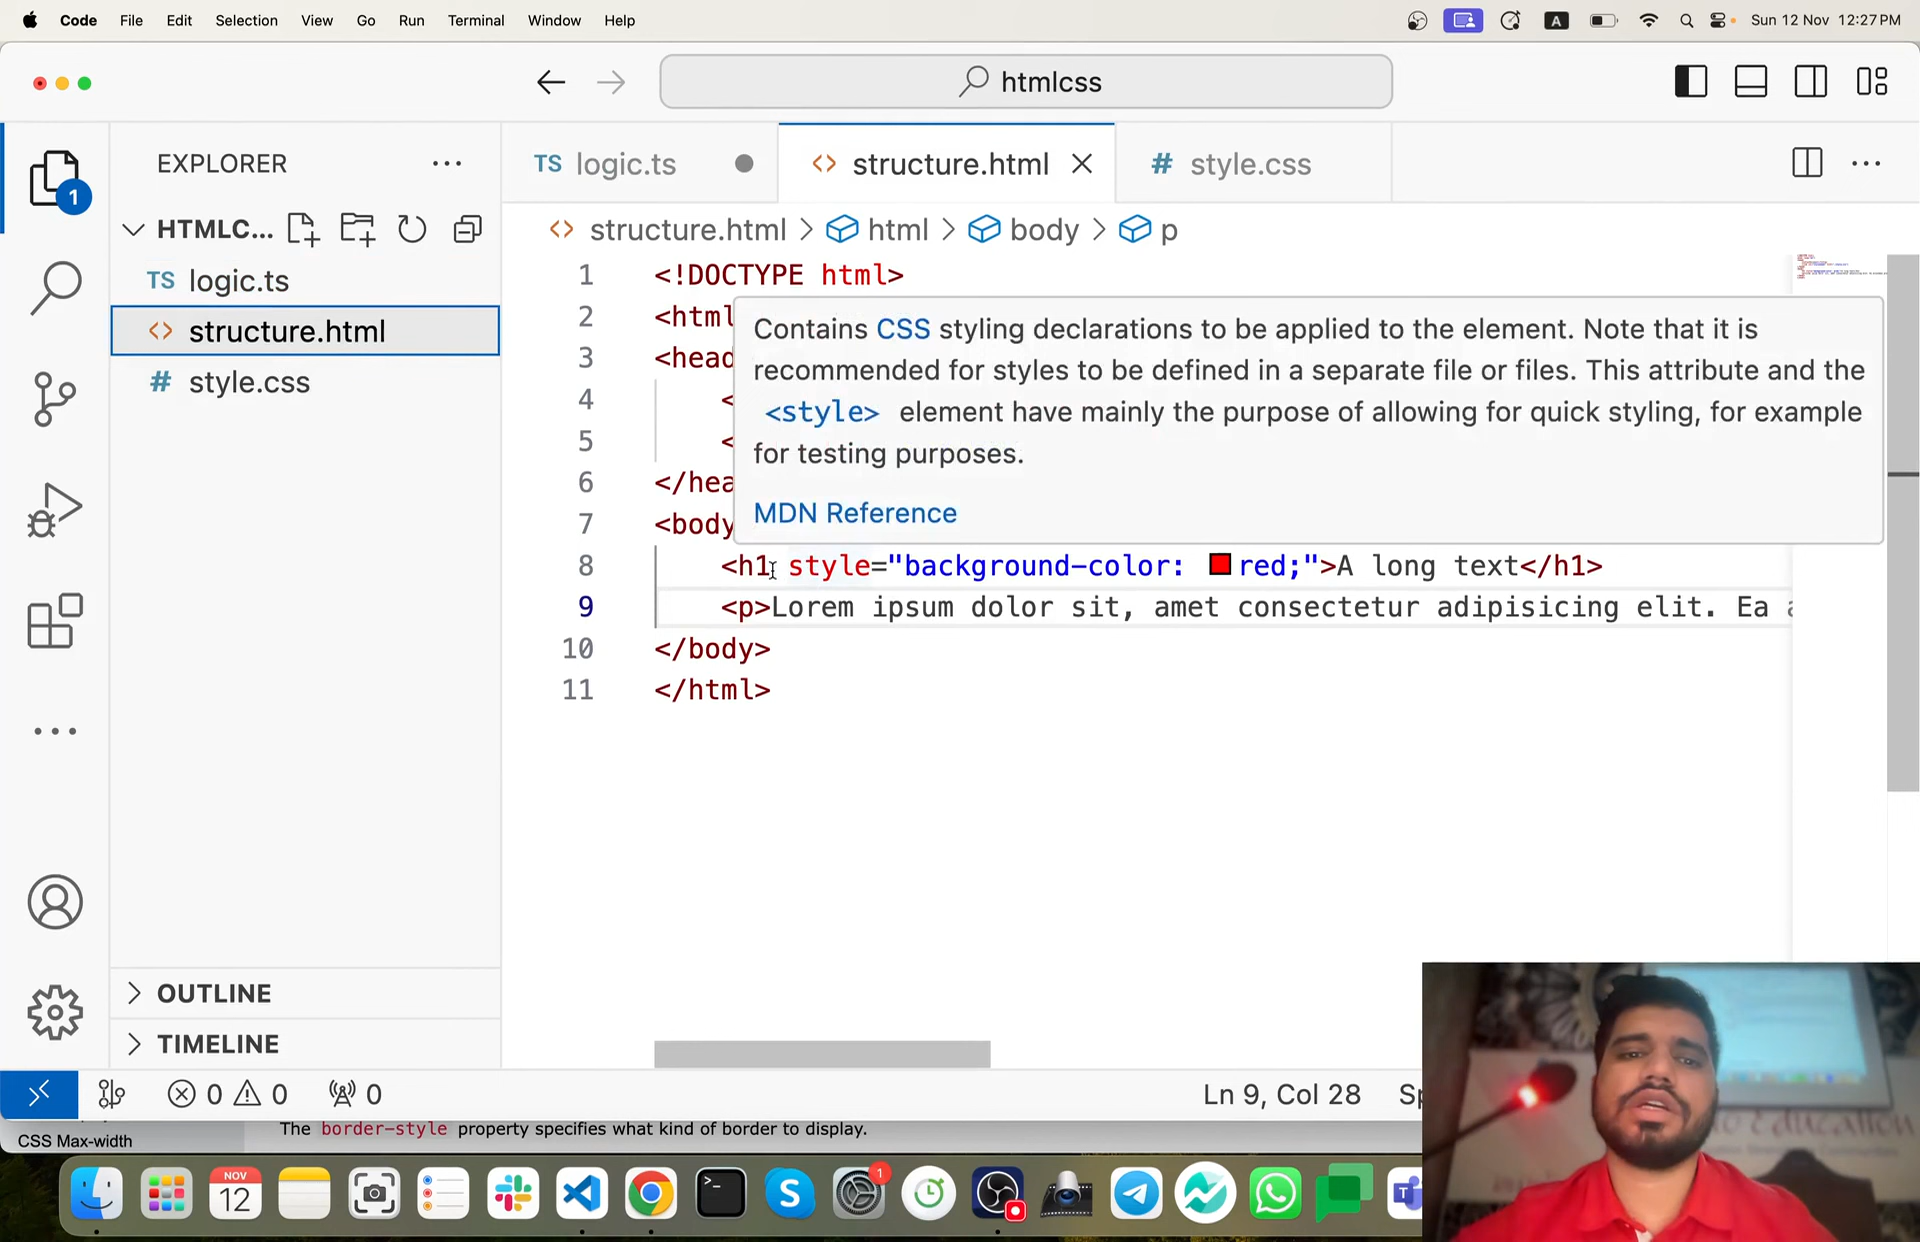 Code File Edit Selection View Go Run Terminal Window Help
A
Sun 12 Nov 12:27 PM
htmlcss
EXPLORER
1
HTMLC...
TS logic.ts
<> structure.html
# style.css
OUTLINE
TIMELINE
TS logic.ts
<> structure.html
# style.css
<> structure.html > html > body > p
1 <!DOCTYPE html>
2 <html
3 <head
4 <
5 <
6 </hea
7 <body
8 <h1 style="background-color: red;">A long text</h1>
9 <p>Lorem ipsum dolor sit, amet consectetur adipisicing elit. Ea
10 </body>
11 </html>
Contains CSS styling declarations to be applied to the element. Note that it is
recommended for styles to be defined in a separate file or files. This attribute and the
<style> element have mainly the purpose of allowing for quick styling, for example
for testing purposes.
MDN Reference
0 0 0
Ln 9, Col 28 Sp
CSS Max-width
The border-style property specifies what kind of border to display.
NOV
12
>_
S
1
T
Education